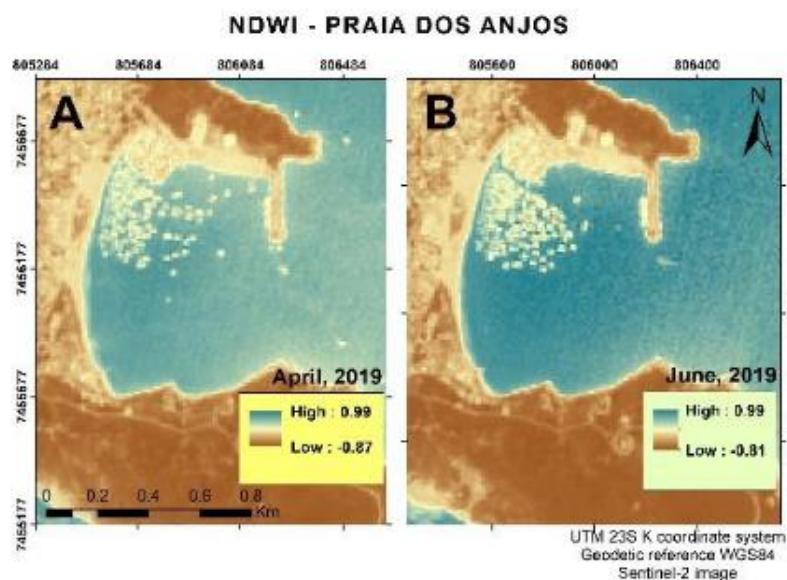 NDWI - PRAIA DOS ANJOS
805284 805684 806084 806484
805600 806000 806400
A
B
N
7456677
7456177
7455677
7455177
April, 2019
High : 0.99
Low : -0.87
June, 2019
High : 0.99
Low : -0.81
0 0.2 0.4 0.6 0.8
Km
UTM 23S K coordinate system
Geodetic reference WGS84
Sentinel-2 image